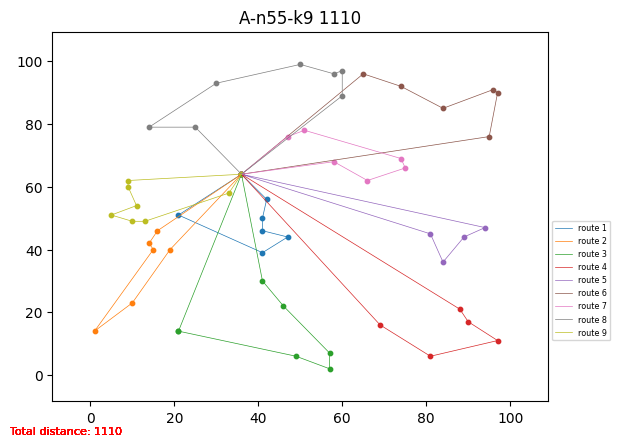 A-n55-k9 1110
100
80
60
40
20
0
0 20 40 60 80 100
route 1
route 2
route 3
route 4
route 5
route 6
route 7
route 8
route 9
Total distance: 1110